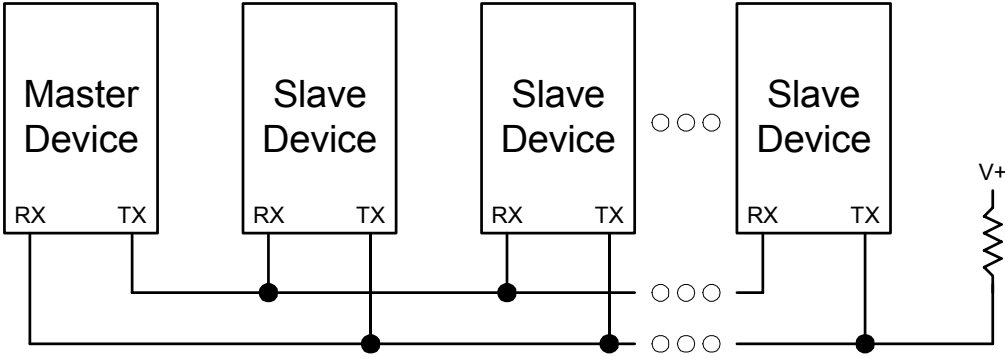 Master
Device
Slave
Device
Slave
Device
Slave
Device
V+
RX TX
RX TX
RX TX
RX TX